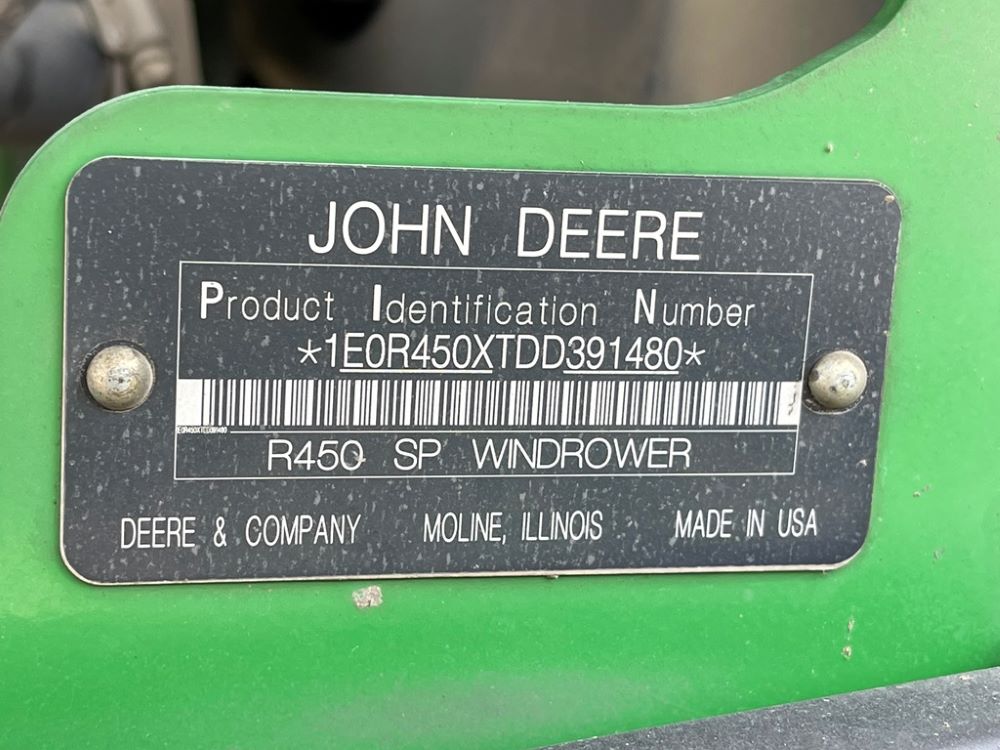 JOHN DEERE
Product Identification Number
*1E0R450XTDD391480*
R450 SP WINDROWER
DEERE & COMPANY MOLINE, ILLINOIS MADE IN USA